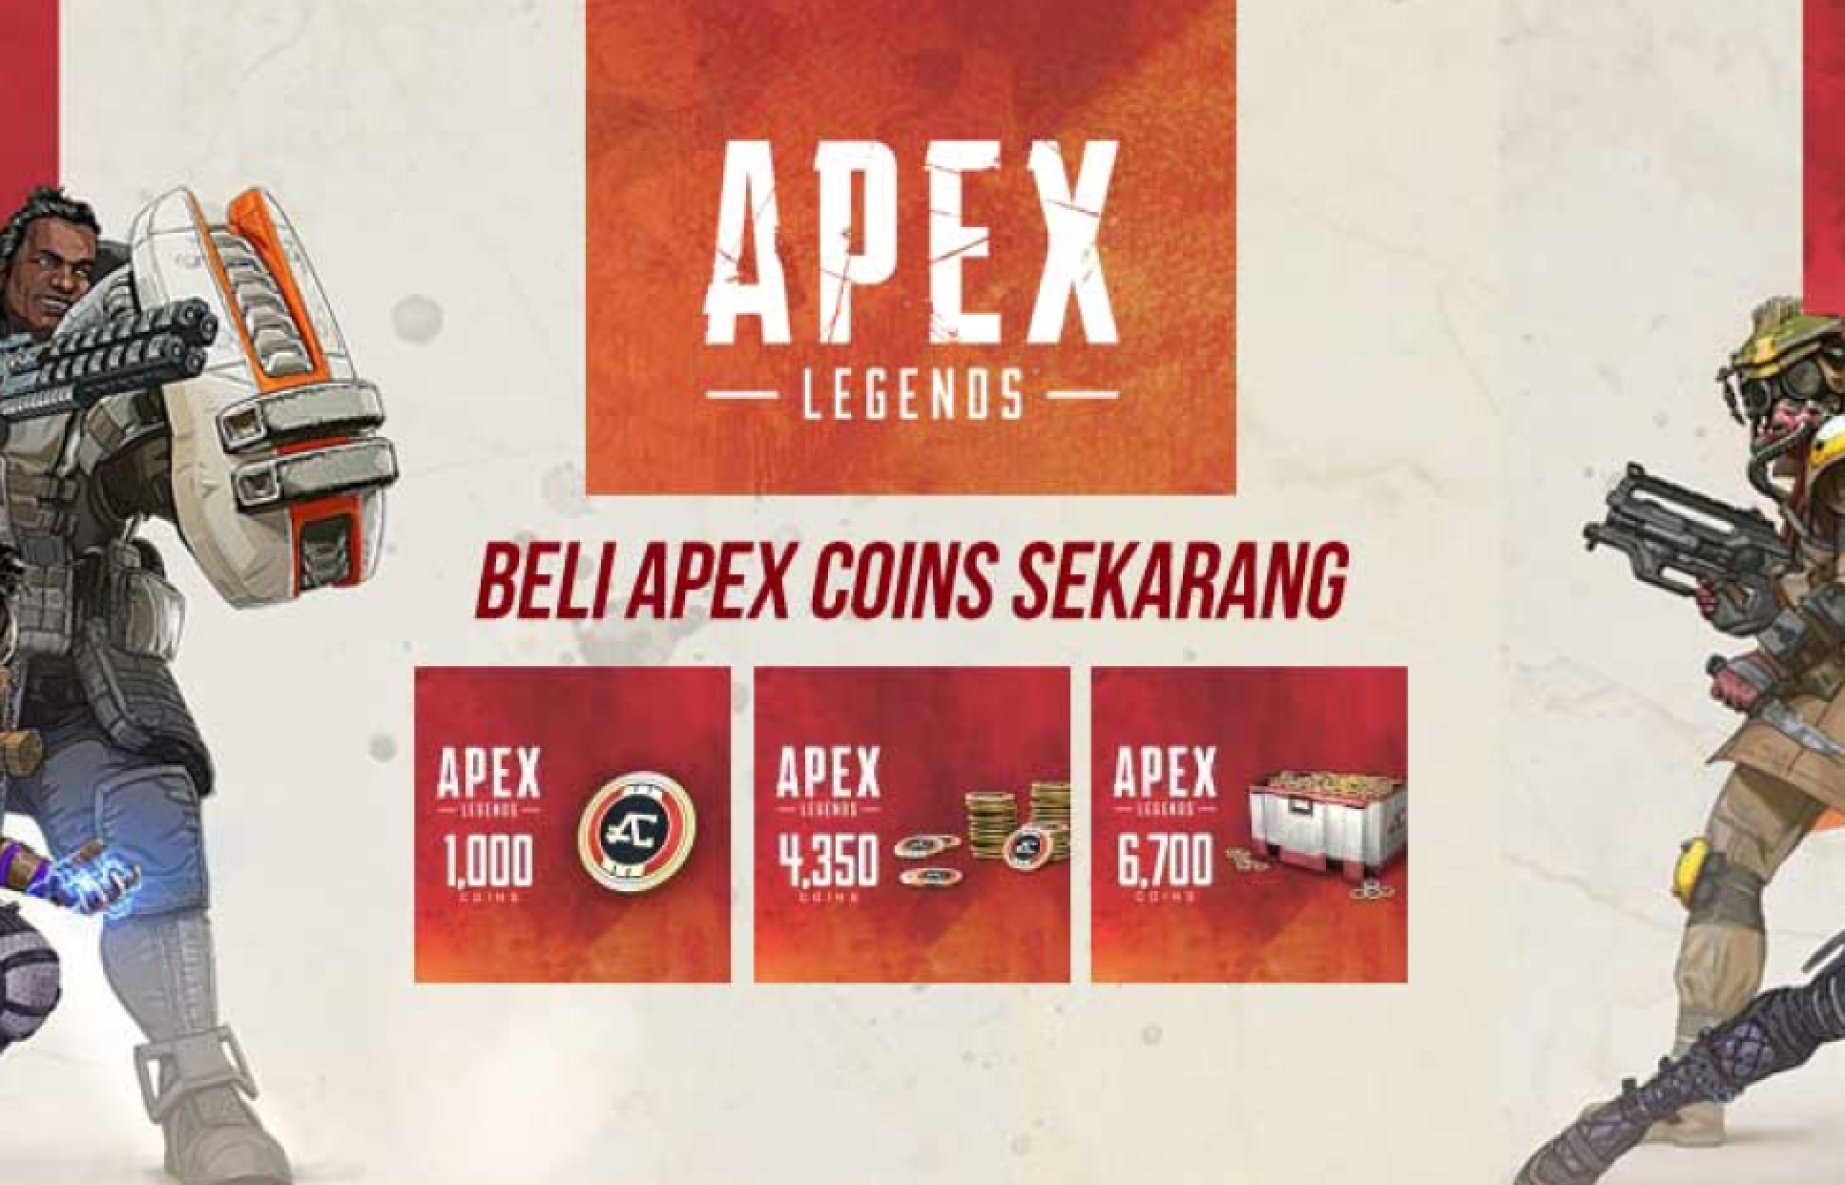 APEX
LEGENDS
BELI APEX COINS SEKARANG
APEX
LEGENDS
1,000
COINS
APEX
LEGENDS
4,350
COINS
APEX
LEGENDS
6,700
COINS